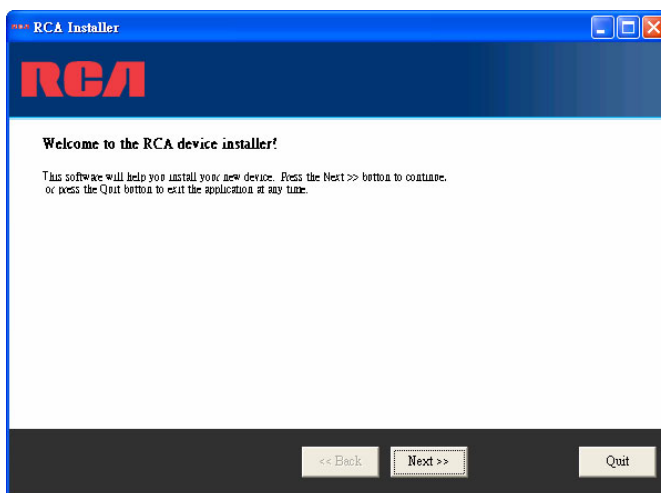 RCA Installer
RCA
Welcome to the RCA device installer!
This software will help you install your new device. Press the Next >> button to continue,
or press the Quit button to exit the application at any time.
<< Back
Next >>
Quit